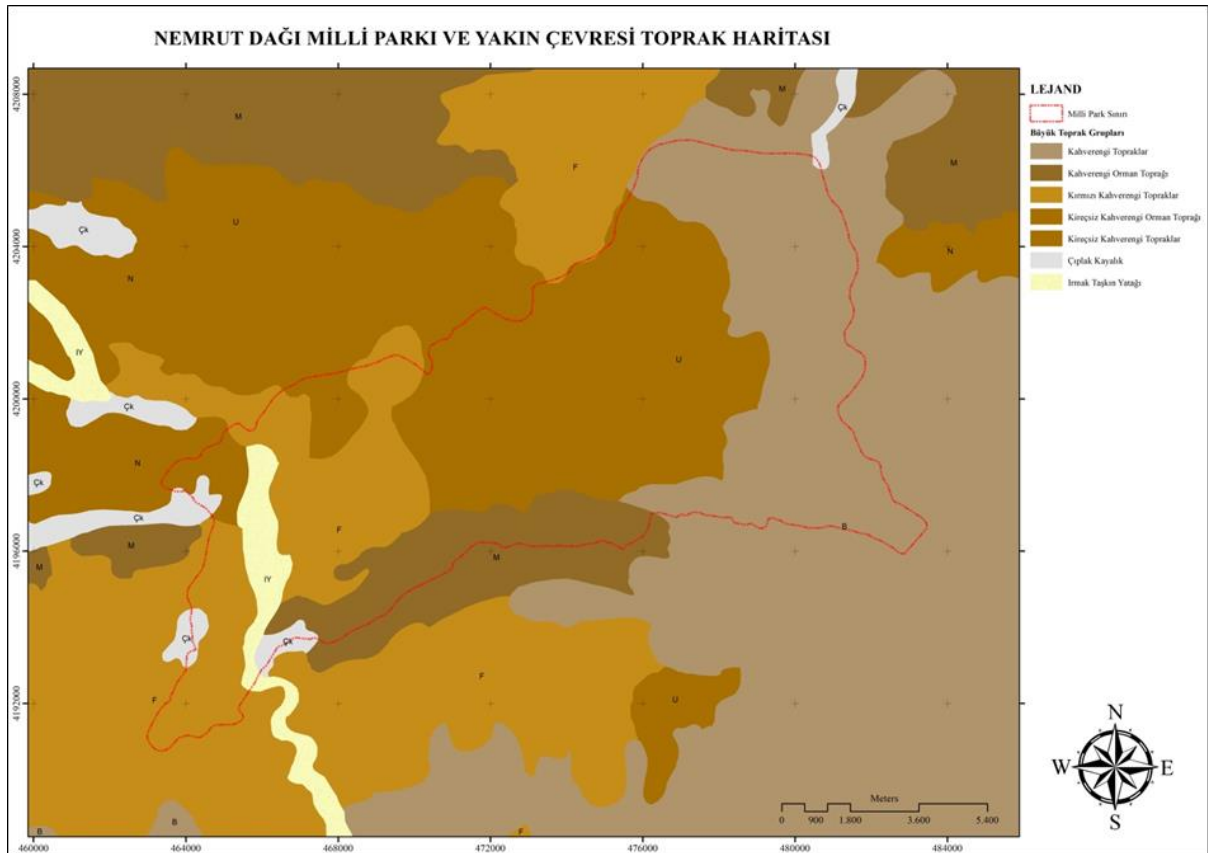 NEMRUT DAĞI MİLLİ PARKI VE YAKIN ÇEVRESİ TOPRAK HARİTASI
LEJAND
Milli Park Sınırı
Büyük Toprak Grupları
Kahverengi Topraklar
Kahverengi Orman Toprağı
Kırmızı Kahverengi Topraklar
Kireçsiz Kahverengi Orman Toprağı
Kireçsiz Kahverengi Topraklar
Çıplak Kayalık
Irmak Taşkın Yatağı
4208000
4204000
4200000
4196000
4192000
M
M
Çk
M
F
U
Çk
N
N
IY
U
Çk
N
Çk
Çk
F
B
M
M
M
IY
Çk
Çk
F
F
U
B
B
F
N
W E
S
Meters
0 900 1.800 3.600 5.400
460000 464000 468000 472000 476000 480000 484000